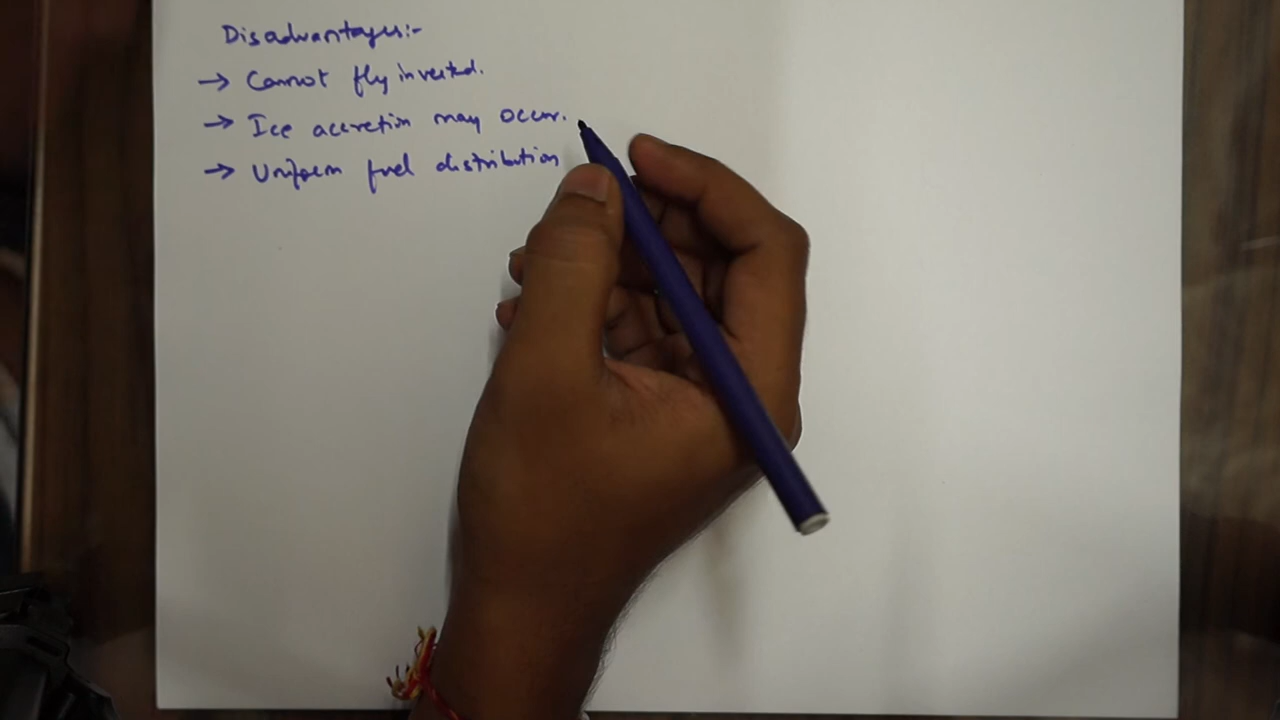 Disadvantages:-
→ Cannot fly inverted.
→ Ice accretion may occur.
→ Uniform fuel distribution